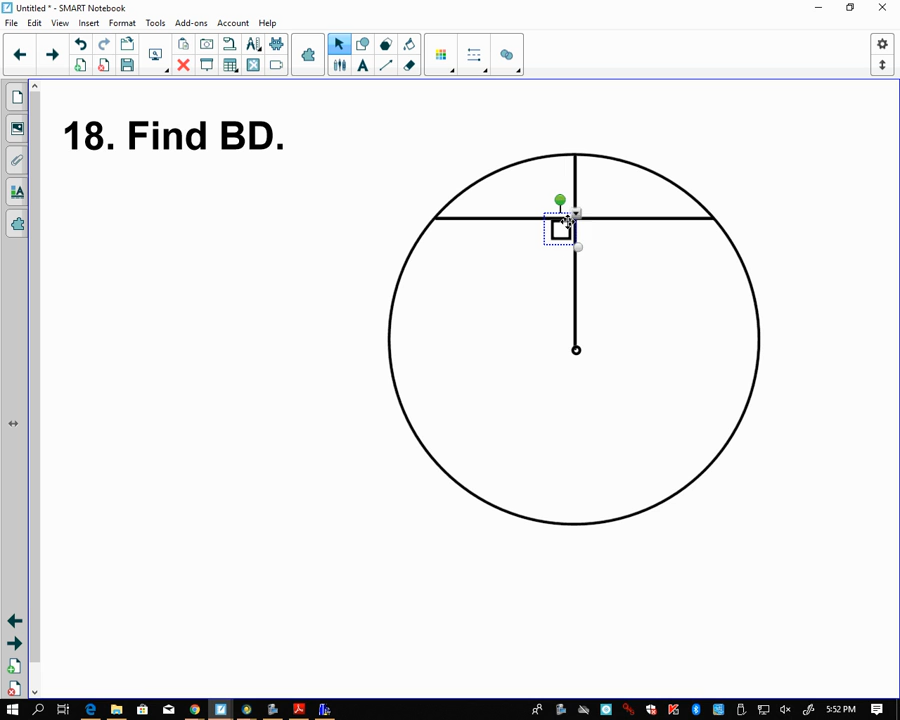 Untitled * - SMART Notebook
File Edit View Insert Format Tools Add-ons Account Help
18. Find BD.
5:52 PM